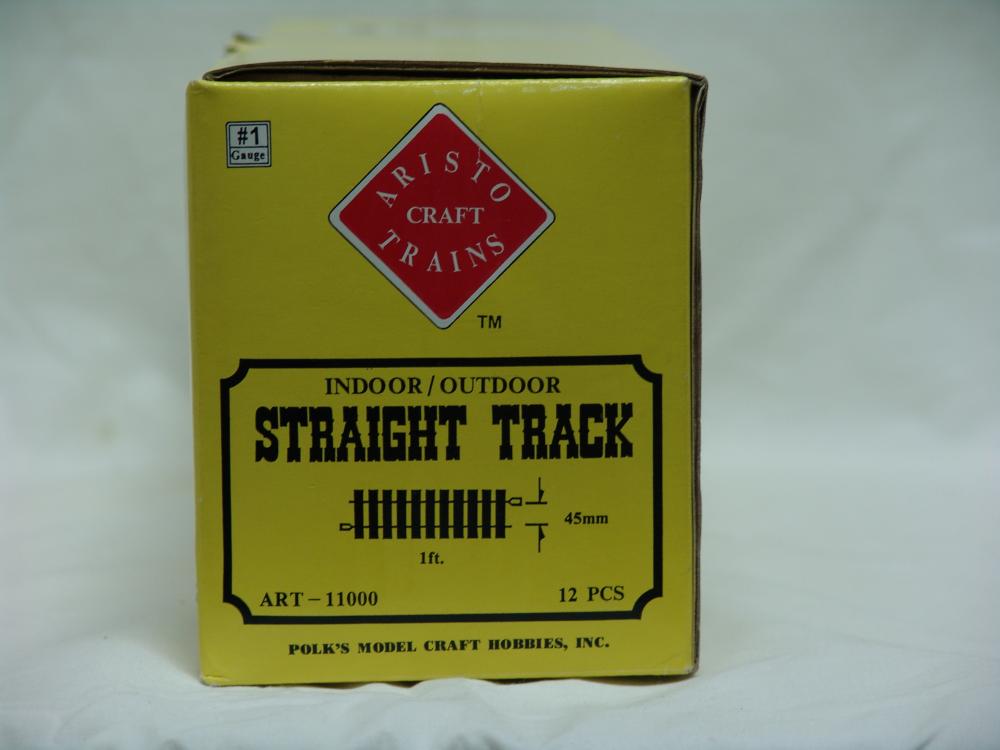 #1
Gauge
ARISTO
CRAFT
TRAINS
TM
INDOOR/OUTDOOR
STRAIGHT TRACK
45mm
1ft.
ART-11000
12 PCS
POLK'S MODEL CRAFT HOBBIES, INC.